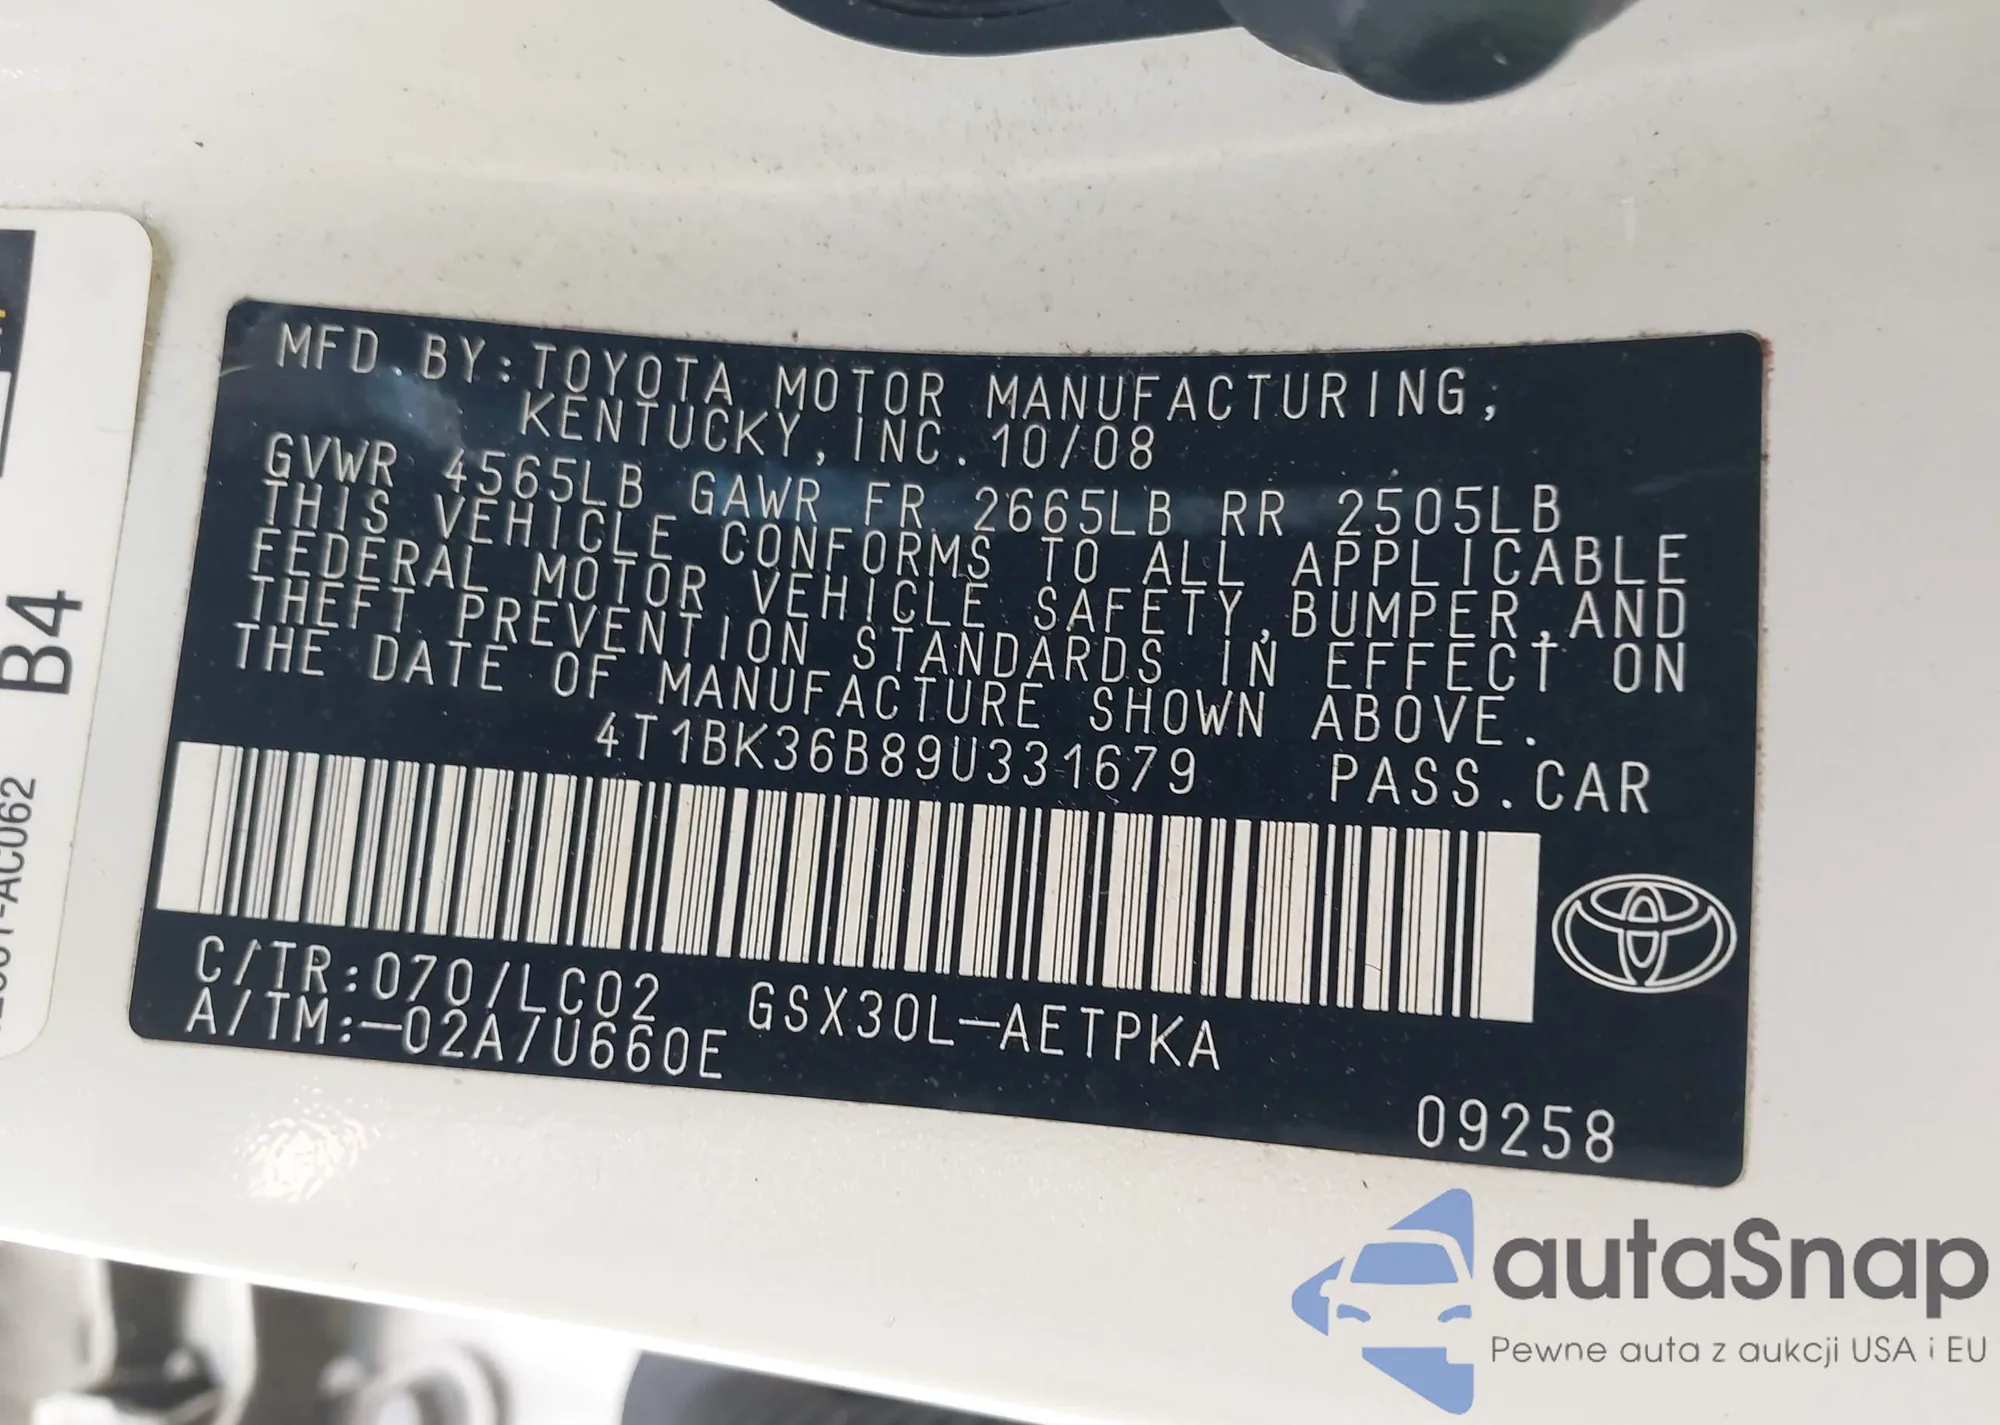 MFD.BY:TOYOTA MOTOR MANUFACTURING,
KENTUCKY, INC. 10/08
GVWR 4565LB GAWR FR 2665LB RR 2505LB
THIS VEHICLE CONFORMS TO ALL APPLICABLE
FEDERAL MOTOR VEHICLE SAFETY,BUMPER,AND
THEFT PREVENTION STANDARDS IN EFFECT ON
THE DATE OF MANUFACTURE SHOWN ABOVE.
4T1BK36B89U331679 PASS.CAR
C/TR:070/LC02 GSX30L-AETPKA
A/TM:-02A/U660E
09258
B4
autaSnap
Pewne auta z aukcji USA i EU